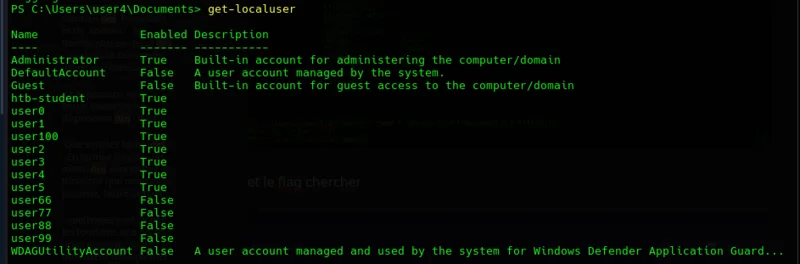 PS C:\Users\user4\Documents> get-localuser
Name Enabled Description
---- ------- -----------
Administrator True Built-in account for administering the computer/domain
DefaultAccount False A user account managed by the system.
Guest False Built-in account for guest access to the computer/domain
htb-student True
user0 True
user1 True
user100 True
user2 True
user3 True
user4 True
user5 True
user66 False
user77 False
user88 False
user99 False
WDAGUtilityAccount False A user account managed and used by the system for Windows Defender Application Guard...
et le flag chercher